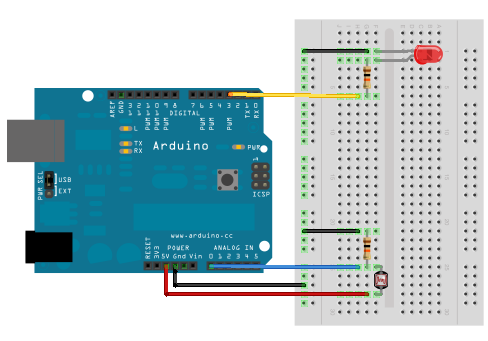 AREF
GND
13
12
11
10
9
8
7
6
5
4
3
2
1
0
PWM
PWM
PWM
PWM
PWM
PWM
TX
RX
DIGITAL
L
TX
RX
Arduino
PWR
1
ICSP
PWR SEL
USB
EXT
www.arduino.cc
POWER
ANALOG IN
RESET
3V3
5V Gnd Vin
0 1 2 3 4 5